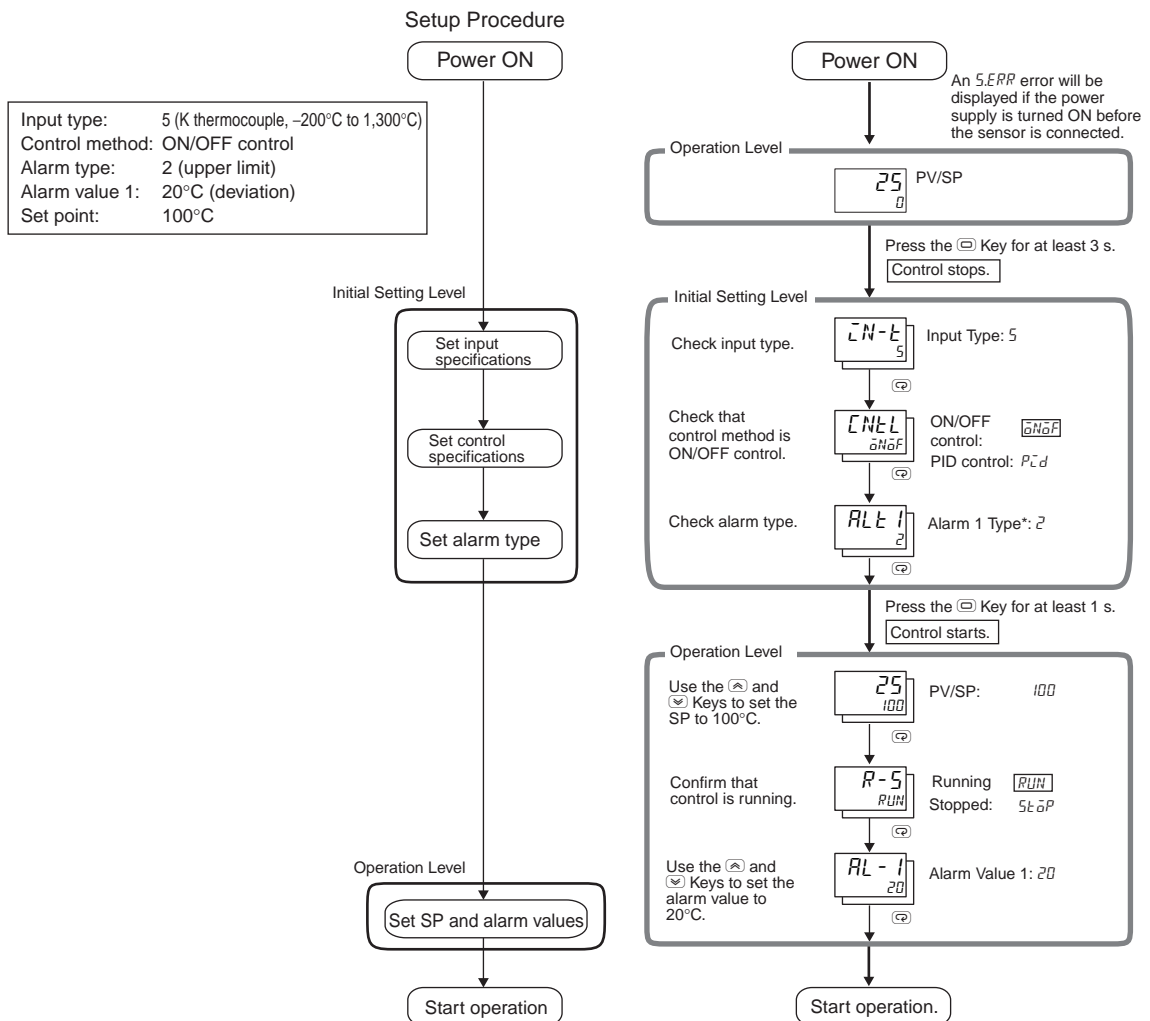 Setup Procedure
Power ON
Input type: 5 (K thermocouple, −200°C to 1,300°C)
Control method: ON/OFF control
Alarm type: 2 (upper limit)
Alarm value 1: 20°C (deviation)
Set point: 100°C
Initial Setting Level
Set input
specifications
Set control
specifications
Set alarm type
Operation Level
Set SP and alarm values
Start operation
Power ON
An S.ERR error will be
displayed if the power
supply is turned ON before
the sensor is connected.
Operation Level
25
0
PV/SP
Press the Key for at least 3 s.
Control stops.
Initial Setting Level
Check input type.
IN-t
5
Input Type: 5
Check that
control method is
ON/OFF control.
CNtL
oNoF
ON/OFF
control: oNoF
PID control: PId
Check alarm type.
ALt1
2
Alarm 1 Type*: 2
Press the Key for at least 1 s.
Control starts.
Operation Level
Use the and
Keys to set the
SP to 100°C.
25
100
PV/SP: 100
Confirm that
control is running.
R-S
RUN
Running RUN
Stopped: StoP
Use the and
Keys to set the
alarm value to
20°C.
AL-1
20
Alarm Value 1: 20
Start operation.